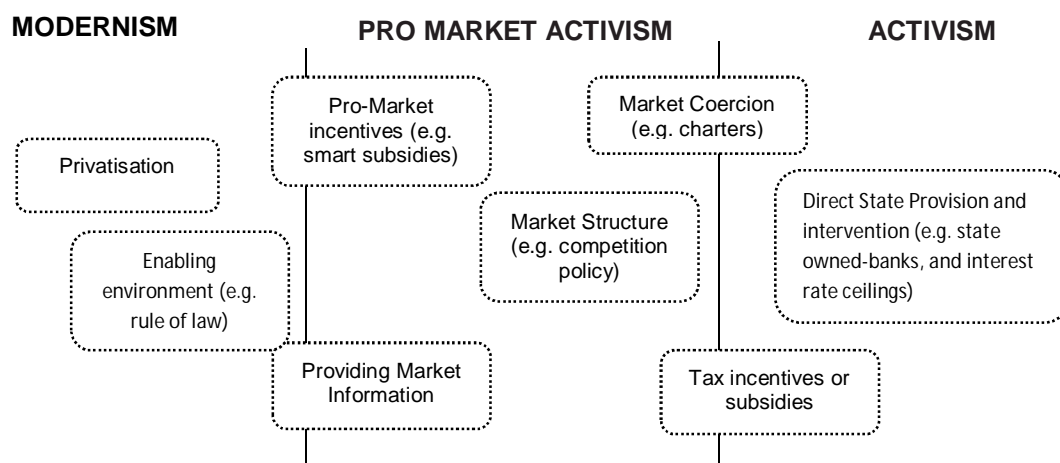 MODERNISM
PRO MARKET ACTIVISM
ACTIVISM
Pro-Market
incentives (e.g.
smart subsidies)
Market Coercion
(e.g. charters)
Privatisation
Direct State Provision and
intervention (e.g. state
owned-banks, and interest
rate ceilings)
Market Structure
(e.g. competition
policy)
Enabling
environment (e.g.
rule of law)
Providing Market
Information
Tax incentives or
subsidies